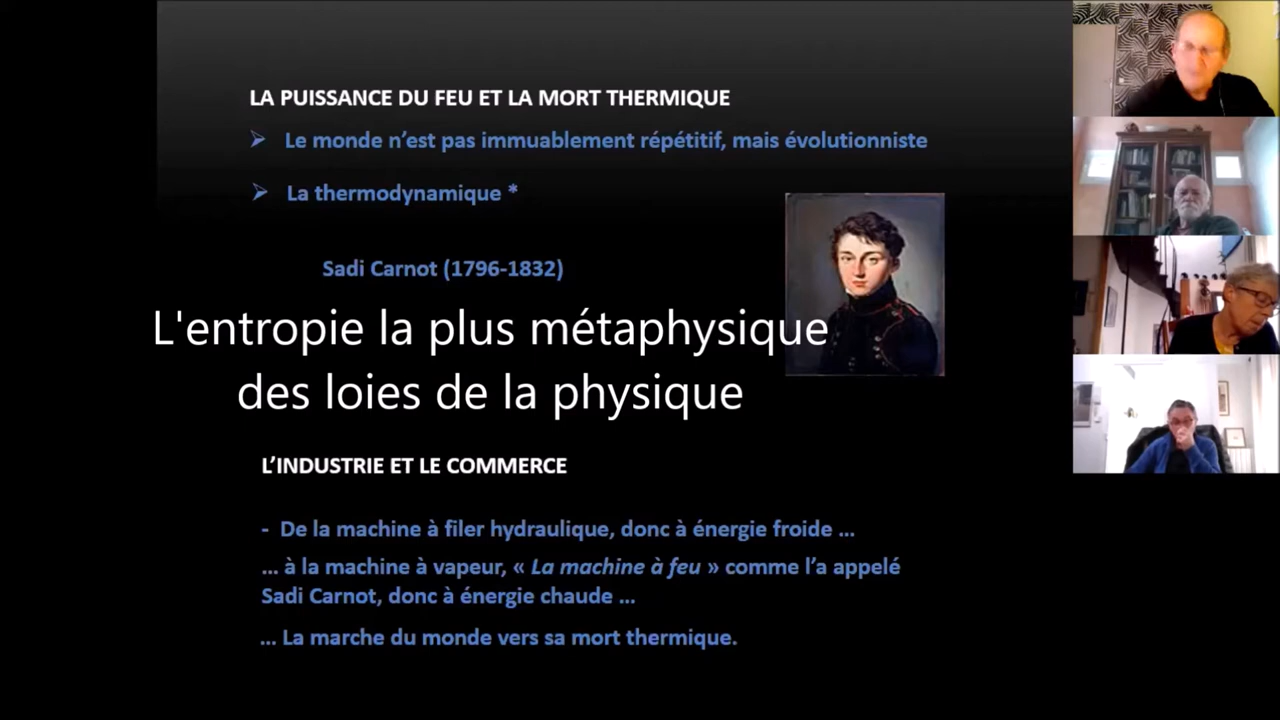 LA PUISSANCE DU FEU ET LA MORT THERMIQUE
Le monde n’est pas immuablement répétitif, mais évolutionniste
La thermodynamique *
Sadi Carnot (1796-1832)
L'entropie la plus métaphysique
des loies de la physique
L’INDUSTRIE ET LE COMMERCE
- De la machine à filer hydraulique, donc à énergie froide ...
... à la machine à vapeur, « La machine à feu » comme l’a appelé
Sadi Carnot, donc à énergie chaude ...
... La marche du monde vers sa mort thermique.